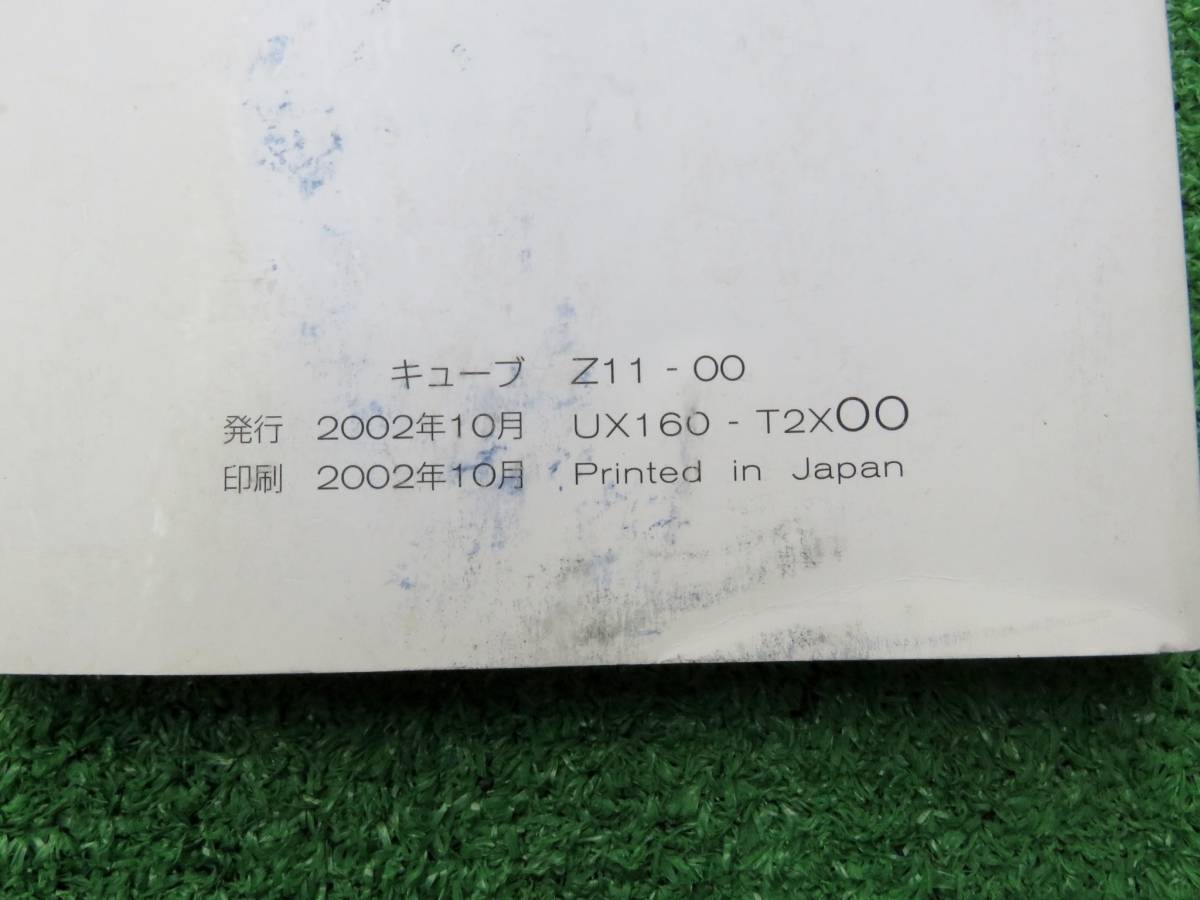 キューブ Z11 - 00
発行 2002年10月 UX160 - T2X00
印刷 2002年10月 Printed in Japan